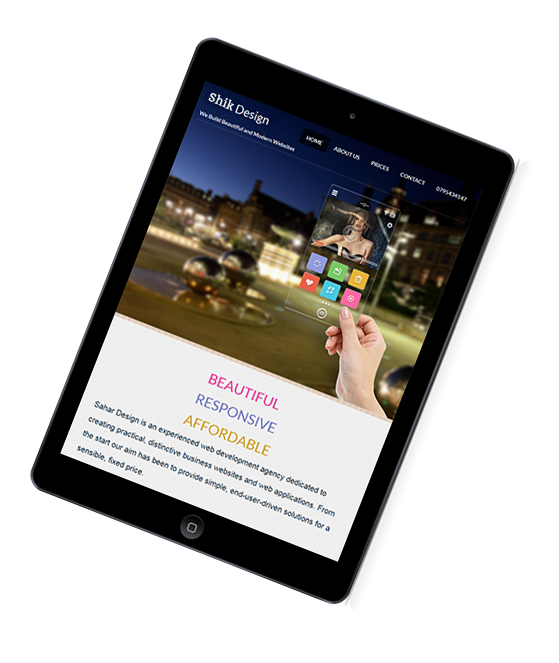 Shik Design
We Build Beautiful and Modern Websites
HOME ABOUT US PRICES CONTACT 0795434147
BEAUTIFUL
RESPONSIVE
AFFORDABLE
Sahar Design is an experienced web development agency dedicated to
creating practical, distinctive business websites and web applications. From
the start our aim has been to provide simple, end-user-driven solutions for a
sensible, fixed price.